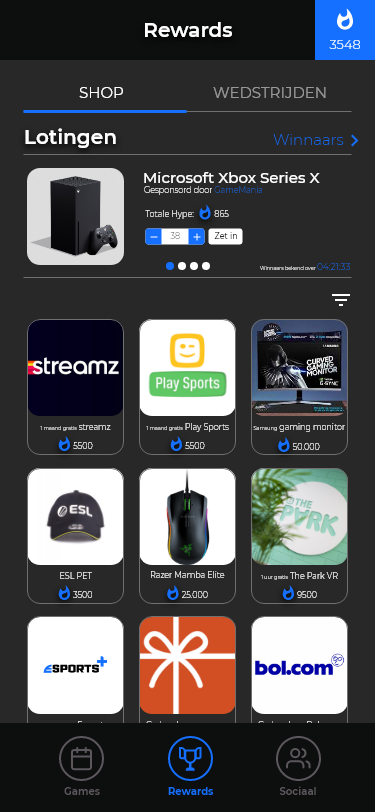 Rewards
3548
SHOP
WEDSTRIJDEN
Lotingen
Winnaars
Microsoft Xbox Series X
Gesponsord door GameMania
Totale Hype: 865
− 38 + Zet in
Winnaars bekend over 04:21:33
streamz
Play Sports
CURVED
GAMING
MONITOR
G-SYNC
1 maand gratis streamz
5500
1 maand gratis Play Sports
5500
Samsung gaming monitor
50.000
ESL
THE
PARK
ESL PET
3500
Razer Mamba Elite
25.000
1 uur gratis The Park VR
9500
ESPORTS+
bol.com
Games
Rewards
Sociaal